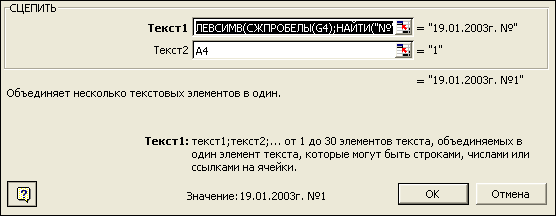 СЦЕПИТЬ
Текст1 ЛЕВСИМВ(СЖПРОБЕЛЫ(G4);НАЙТИ("№" = "19.01.2003г. №"
Текст2 A4 = "1"
= "19.01.2003г. №1"
Объединяет несколько текстовых элементов в один.
Текст1: текст1;текст2;... от 1 до 30 элементов текста, объединяемых в
один элемент текста, которые могут быть строками, числами или
ссылками на ячейки.
Значение:19.01.2003г. №1
OK
Отмена